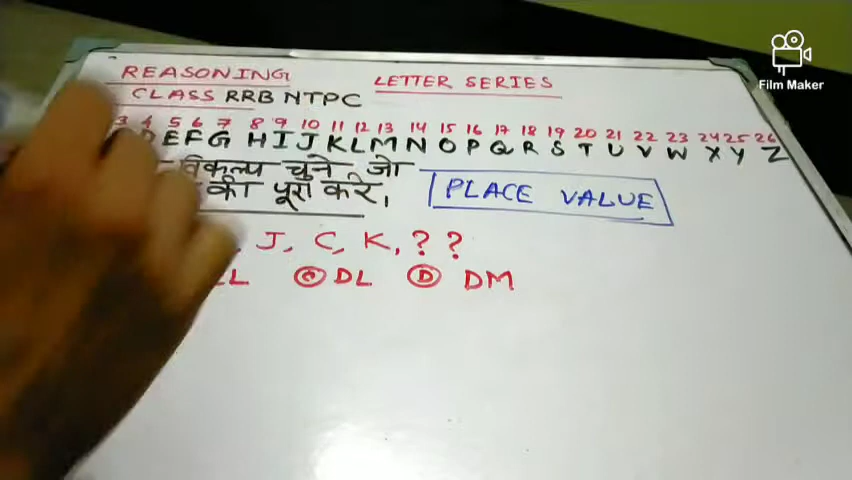 REASONING
LETTER SERIES
CLASS RRB NTPC
3 4 5 6 7 8 9 10 11 12 13 14 15 16 17 18 19 20 21 22 23 24 25 26
D E F G H I J K L M N O P Q R S T U V W X Y Z
विकल्प चुने जो
को पूरा करे।
PLACE VALUE
J, C, K, ? ?
LL Ⓒ DL Ⓓ DM
Film Maker